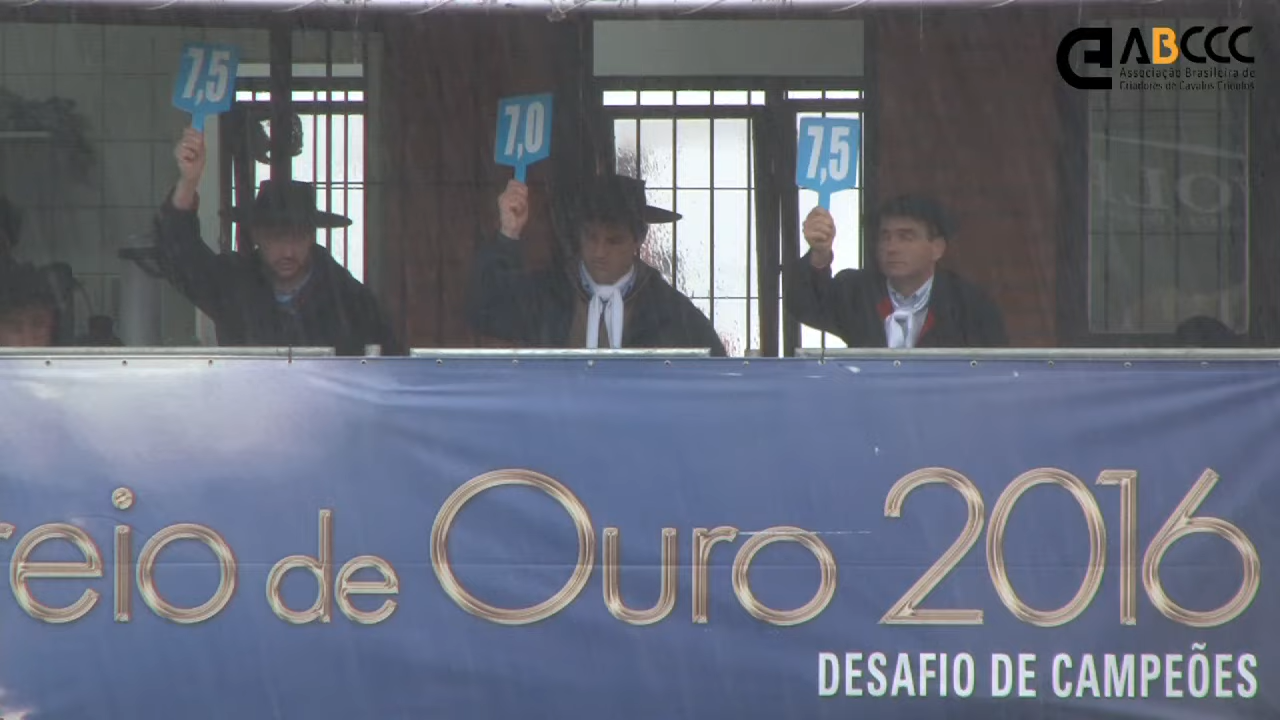 7,5
7,0
7,5
ABCCC
Associação Brasileira de
Criadores de Cavalos Crioulos
reio de Ouro 2016
DESAFIO DE CAMPEÕES